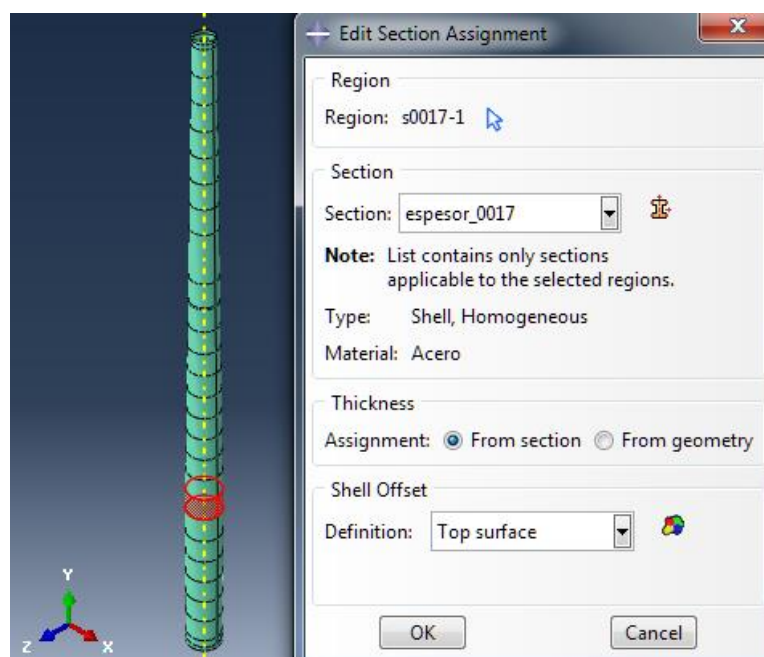 Edit Section Assignment
X
Region
Region: s0017-1
Section
Section: espesor_0017
Note: List contains only sections
applicable to the selected regions.
Type: Shell, Homogeneous
Material: Acero
Thickness
Assignment: From section From geometry
Shell Offset
Definition: Top surface
OK Cancel
Y
Z X